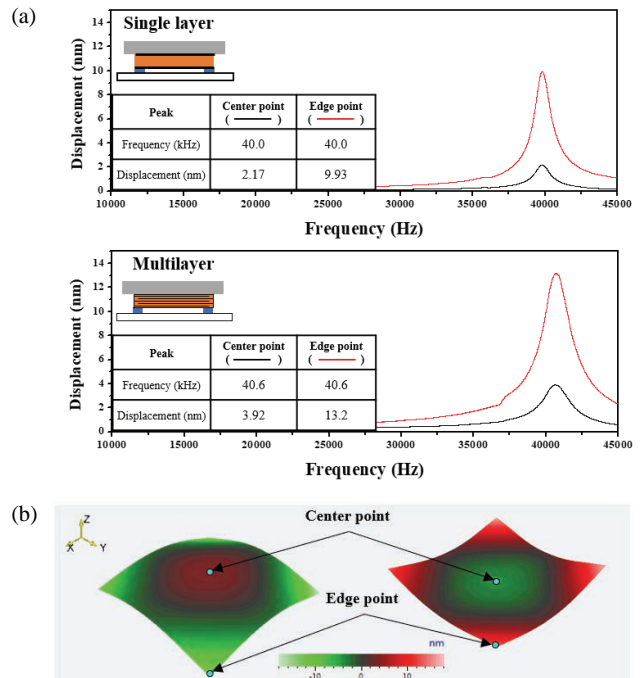 (a)
Single layer
Displacement (nm)
14
12
10
8
6
4
2
0
Peak Center point ( — ) Edge point ( — )
Frequency (kHz) 40.0 40.0
Displacement (nm) 2.17 9.93
10000 15000 20000 25000 30000 35000 40000 45000
Frequency (Hz)
Multilayer
Displacement (nm)
14
12
10
8
6
4
2
0
Peak Center point ( — ) Edge point ( — )
Frequency (kHz) 40.6 40.6
Displacement (nm) 3.92 13.2
10000 15000 20000 25000 30000 35000 40000 45000
Frequency (Hz)
(b)
Z
X Y
Center point
Edge point
nm
-10 0 10